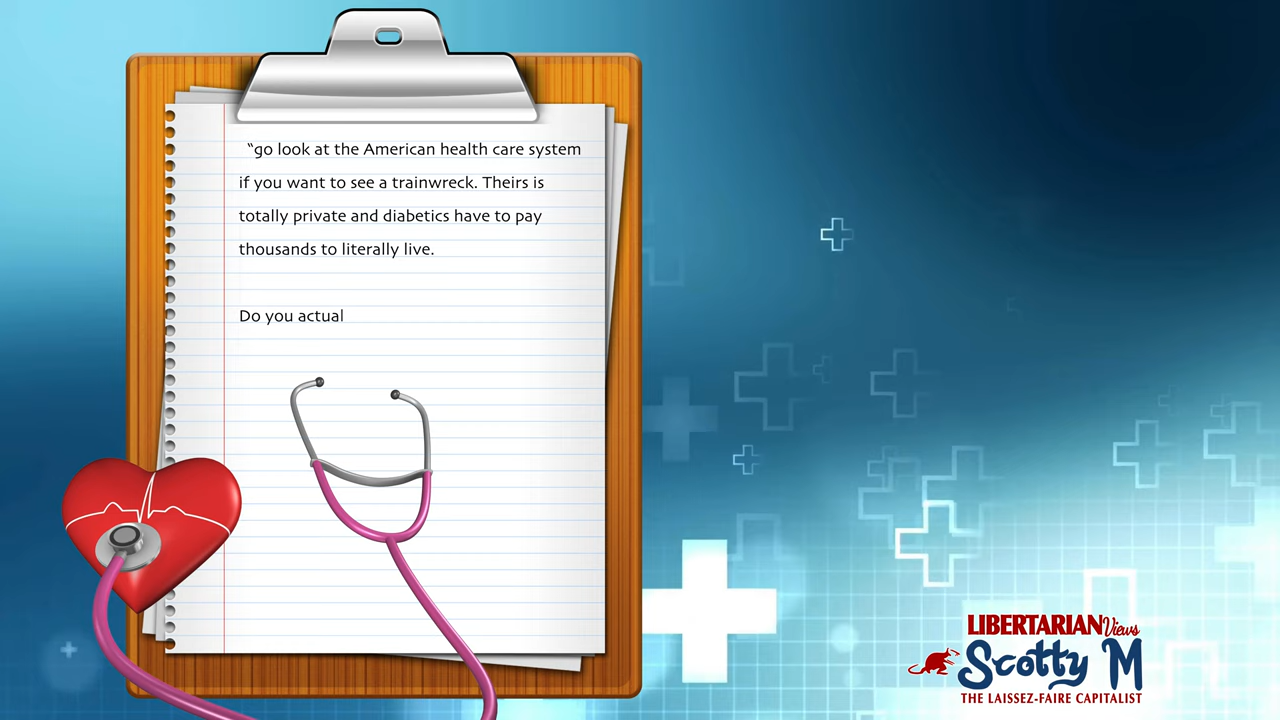 “go look at the American health care system
if you want to see a trainwreck. Theirs is
totally private and diabetics have to pay
thousands to literally live.
Do you actual
LIBERTARIAN Views
Scotty M
THE LAISSEZ-FAIRE CAPITALIST